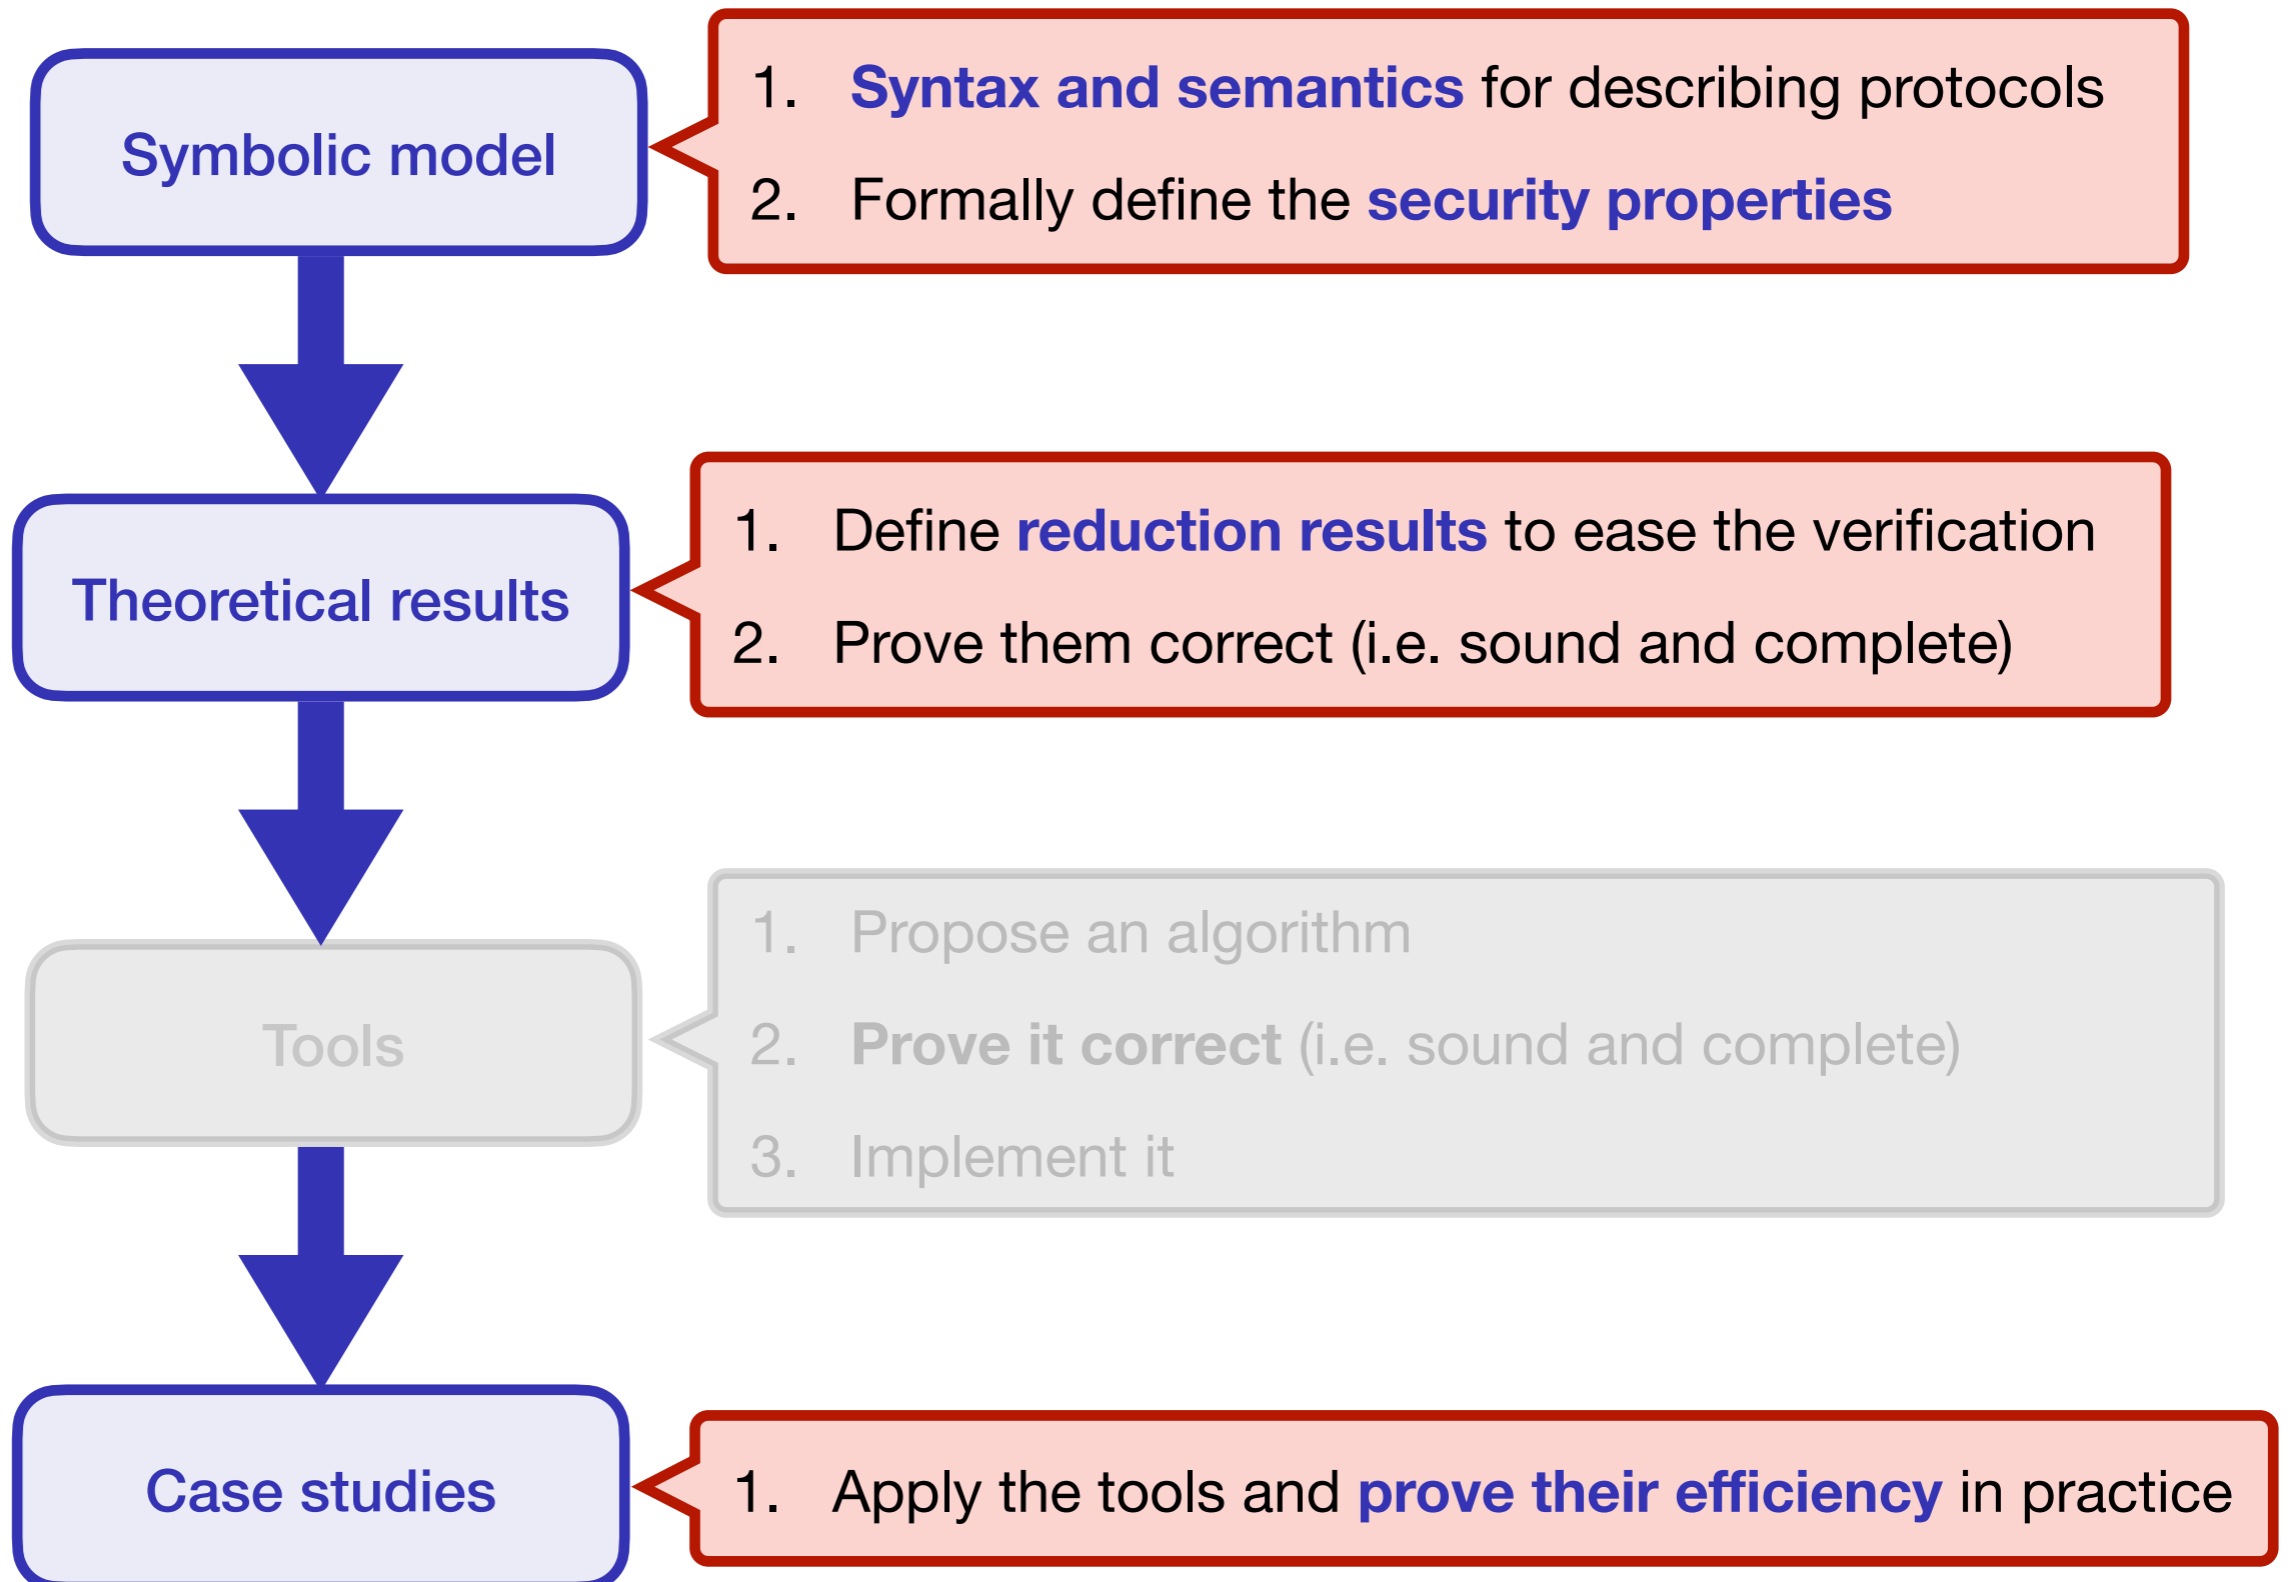 Symbolic model
1. Syntax and semantics for describing protocols
2. Formally define the security properties
Theoretical results
1. Define reduction results to ease the verification
2. Prove them correct (i.e. sound and complete)
Tools
1. Propose an algorithm
2. Prove it correct (i.e. sound and complete)
3. Implement it
Case studies
1. Apply the tools and prove their efficiency in practice